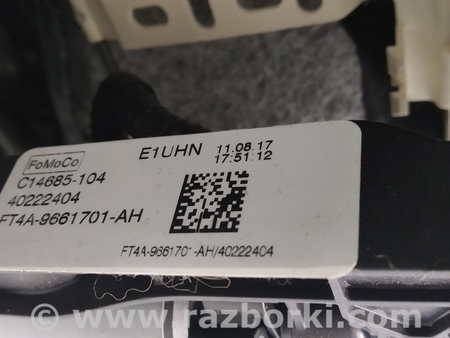 FoMoCo
E1UHN 11.08.17
17:51:12
C14685-104
40222404
FT4A-9661701-AH
FT4A-9661701-AH/40222404
www.razborki.com